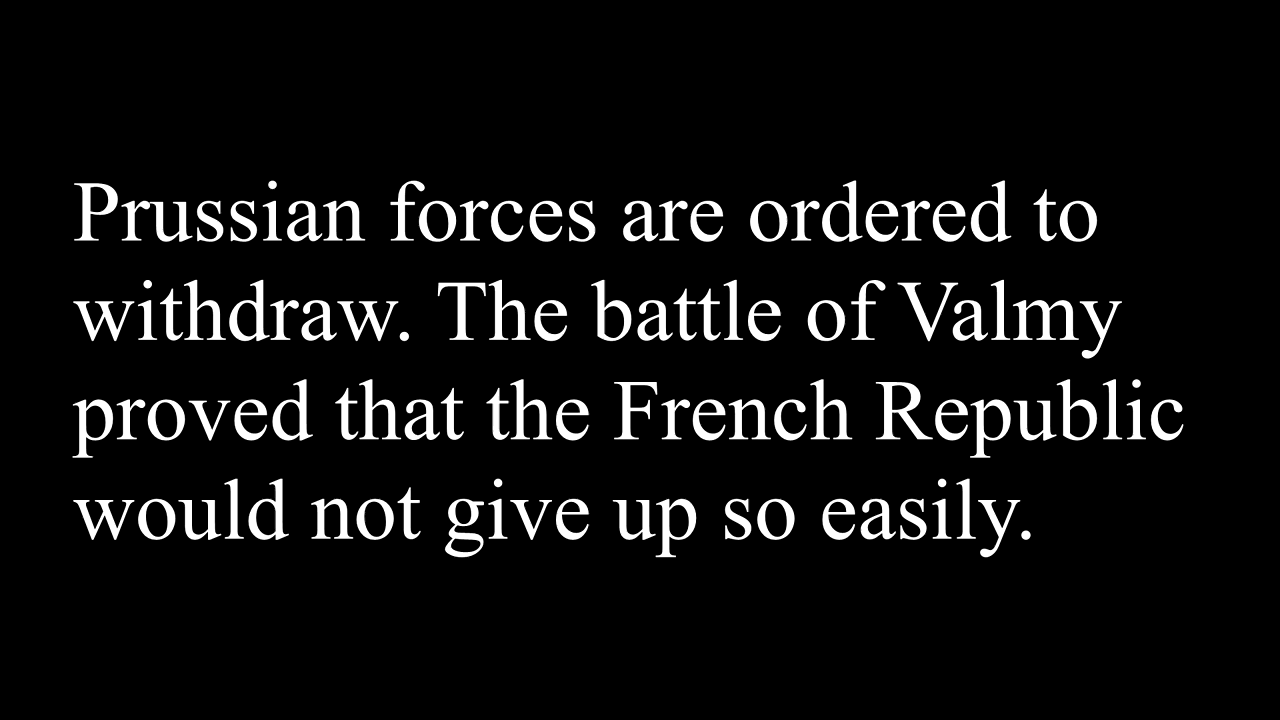 Prussian forces are ordered to
withdraw. The battle of Valmy
proved that the French Republic
would not give up so easily.